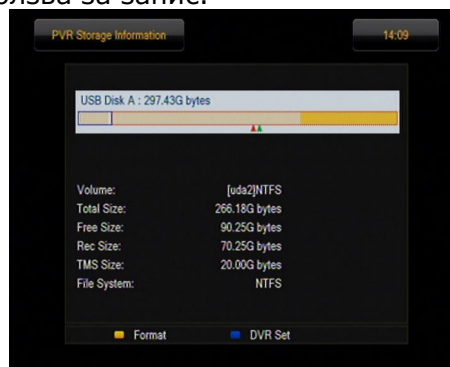 ползва за запис.
PVR Storage Information 14:09
USB Disk A : 297.43G bytes
Volume: [uda2]NTFS
Total Size: 266.18G bytes
Free Size: 90.25G bytes
Rec Size: 70.25G bytes
TMS Size: 20.00G bytes
File System: NTFS
Format DVR Set